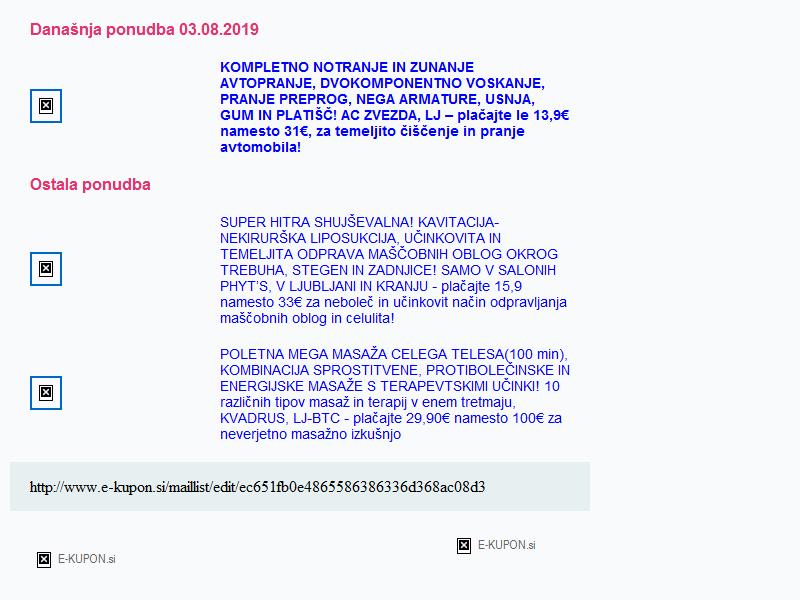 Današnja ponudba 03.08.2019
KOMPLETNO NOTRANJE IN ZUNANJE
AVTOPRANJE, DVOKOMPONENTNO VOSKANJE,
PRANJE PREPROG, NEGA ARMATURE, USNJA,
GUM IN PLATIŠČ! AC ZVEZDA, LJ – plačajte le 13,9€
namesto 31€, za temeljito čiščenje in pranje
avtomobila!
Ostala ponudba
SUPER HITRA SHUJŠEVALNA! KAVITACIJA-
NEKIRURŠKA LIPOSUKCIJA, UČINKOVITA IN
TEMELJITA ODPRAVA MAŠČOBNIH OBLOG OKROG
TREBUHA, STEGEN IN ZADNJICE! SAMO V SALONIH
PHYT'S, V LJUBLJANI IN KRANJU - plačajte 15,9
namesto 33€ za neboleč in učinkovit način odpravljanja
maščobnih oblog in celulita!
POLETNA MEGA MASAŽA CELEGA TELESA(100 min),
KOMBINACIJA SPROSTITVENE, PROTIBOLEČINSKE IN
ENERGIJSKE MASAŽE S TERAPEVTSKIMI UČINKI! 10
različnih tipov masaž in terapij v enem tretmaju,
KVADRUS, LJ-BTC - plačajte 29,90€ namesto 100€ za
neverjetno masažno izkušnjo
http://www.e-kupon.si/maillist/edit/ec651fb0e4865586386336d368ac08d3
E-KUPON.si
E-KUPON.si